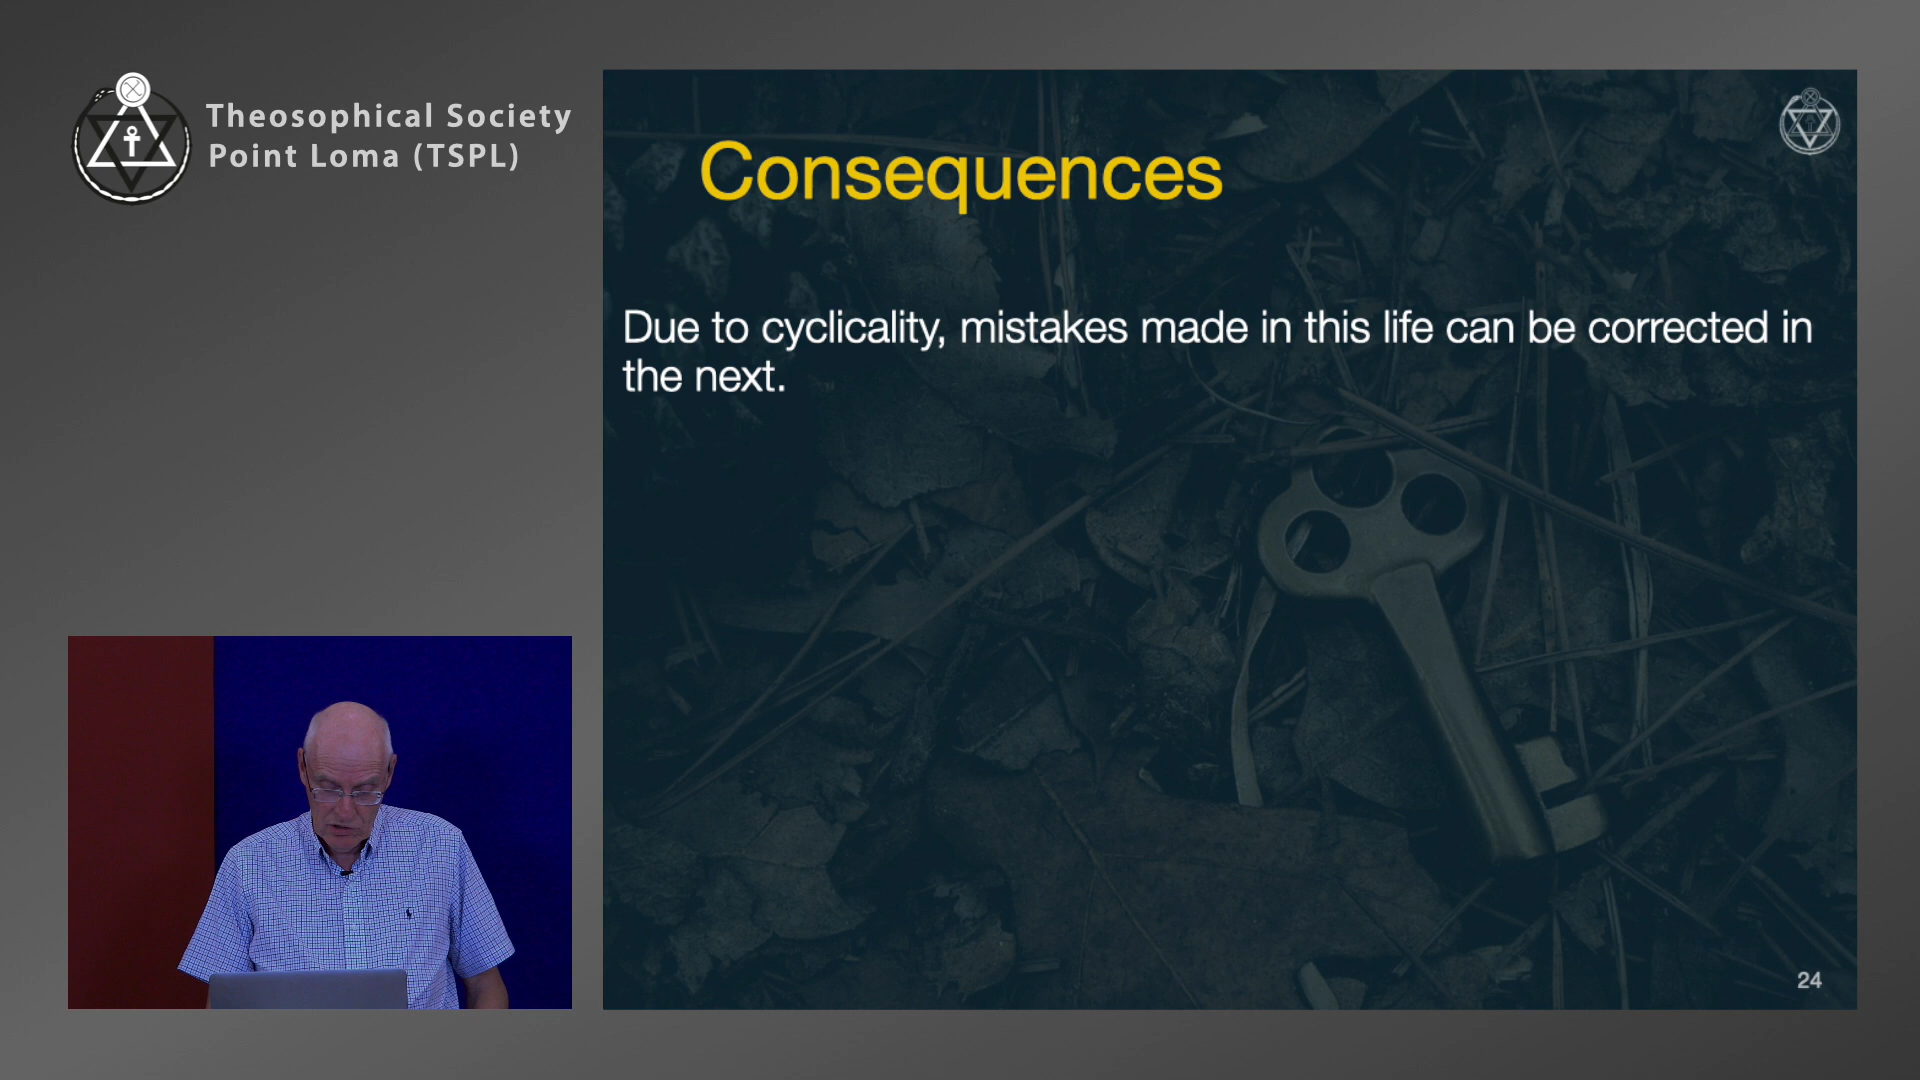 Theosophical Society
Point Loma (TSPL)
Consequences
Due to cyclicality, mistakes made in this life can be corrected in
the next.
24